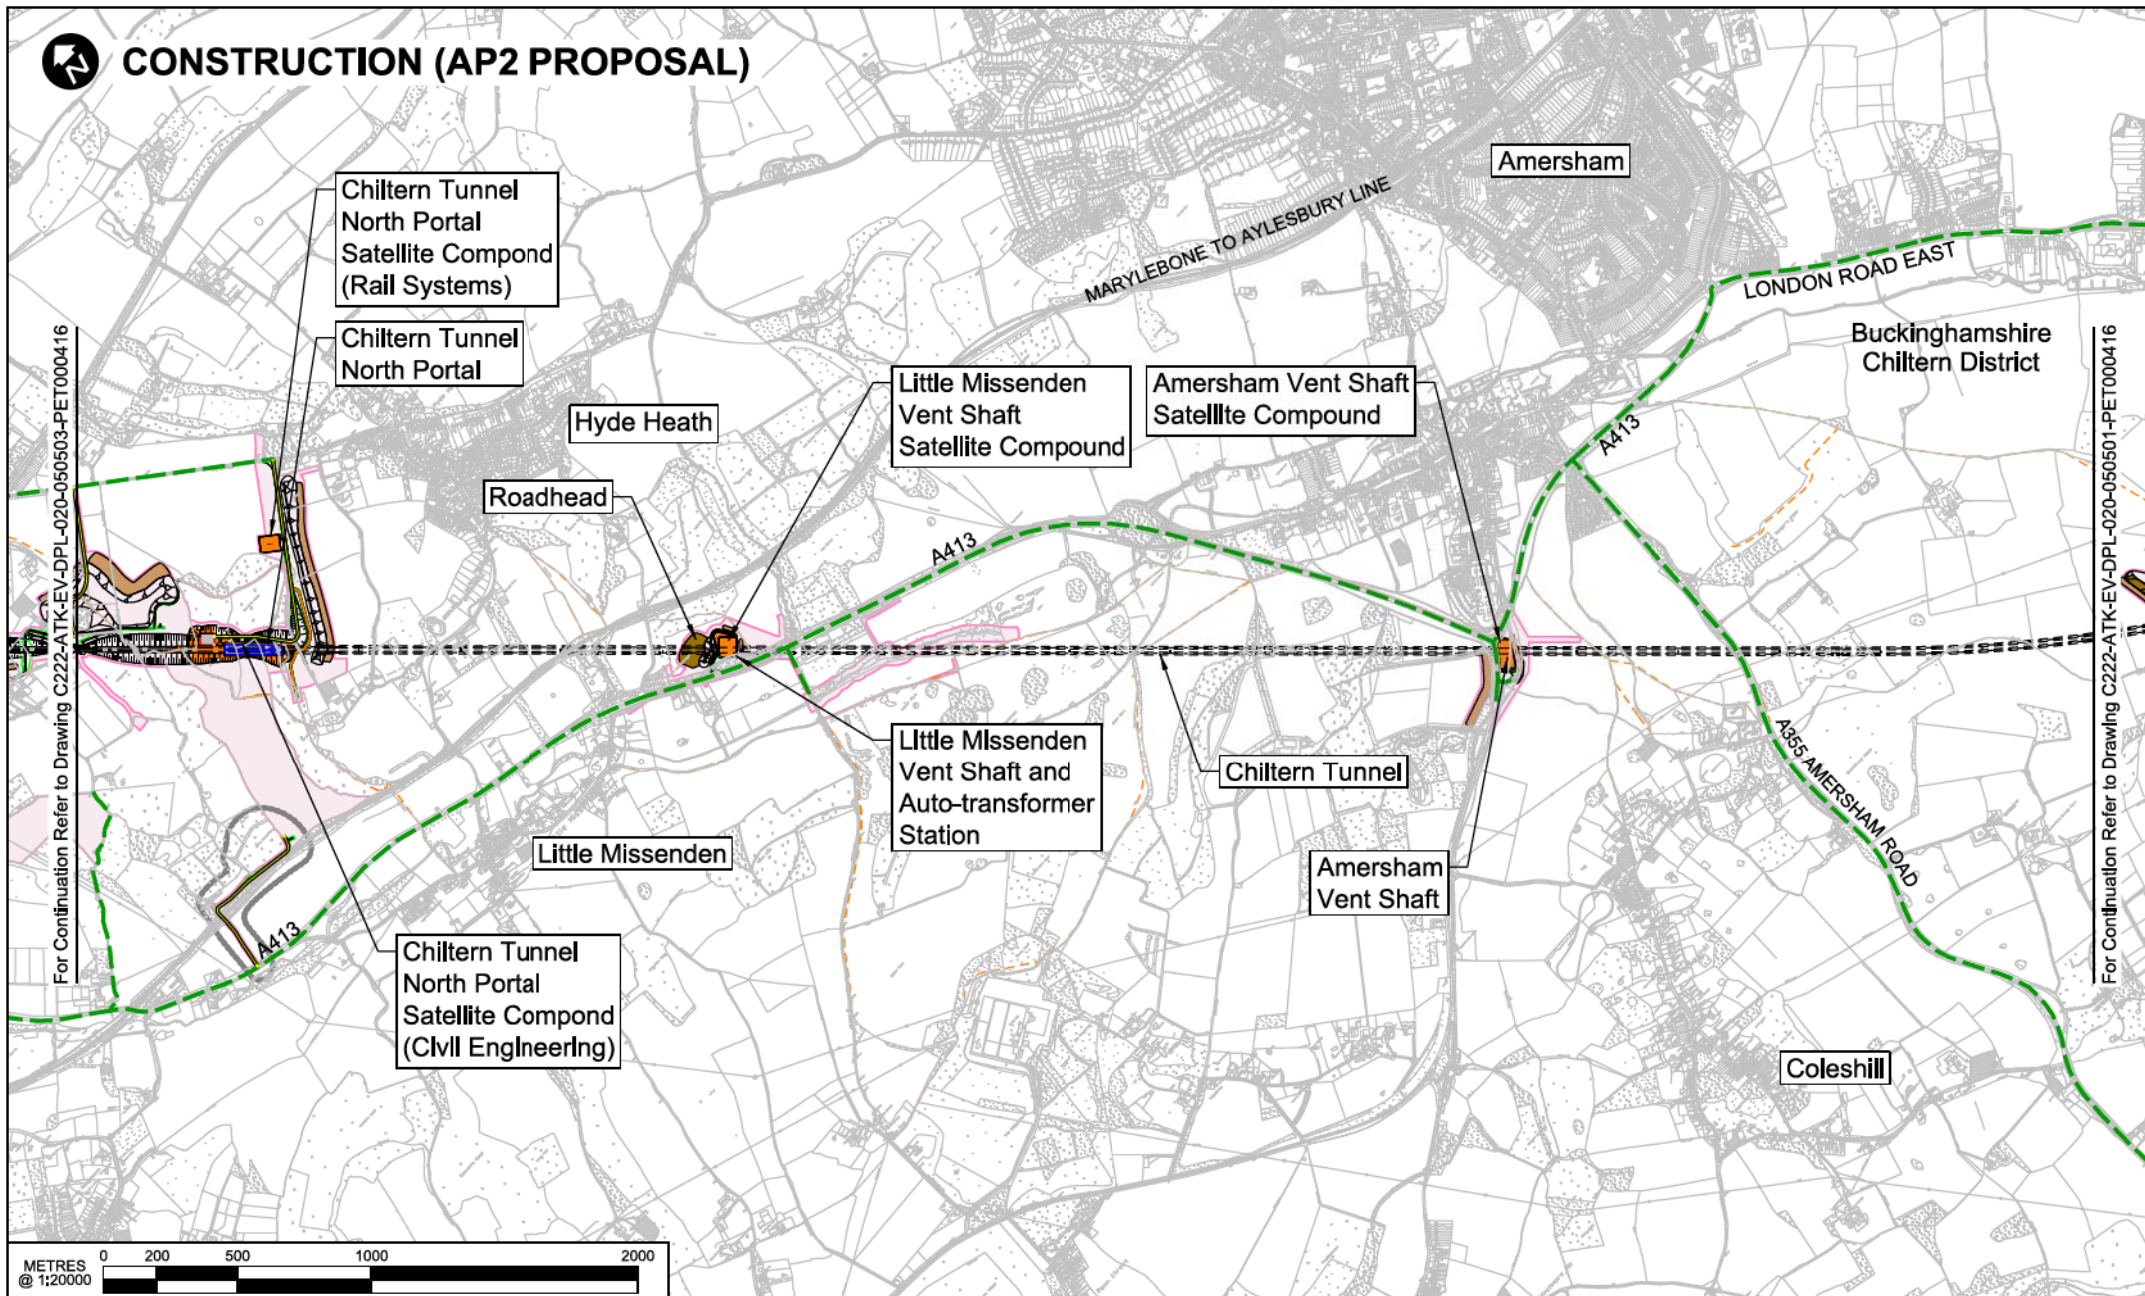 N
CONSTRUCTION (AP2 PROPOSAL)
Amersham
Chiltern Tunnel
North Portal
Satellite Compond
(Rail Systems)
MARYLEBONE TO AYLESBURY LINE
LONDON ROAD EAST
Chiltern Tunnel
North Portal
Buckinghamshire
Chiltern District
Hyde Heath
Little Missenden
Vent Shaft
Satellite Compound
Amersham Vent Shaft
Satellite Compound
A413
Roadhead
A413
For Continuation Refer to Drawing C222-ATK-EV-DPL-020-050503-PET000416
For Continuation Refer to Drawing C222-ATK-EV-DPL-020-050501-PET000416
Little Missenden
Vent Shaft and
Auto-transformer
Station
Chiltern Tunnel
A355 AMERSHAM ROAD
Little Missenden
Amersham
Vent Shaft
A413
Chiltern Tunnel
North Portal
Satellite Compond
(Civil Engineering)
Coleshill
METRES
@ 1:20000
0 200 500 1000 2000